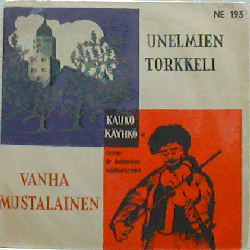 NE 193
UNELMIEN
TORKKELI
KAUKO
KÄYHKÖ
VANHA
MUSTALAINEN